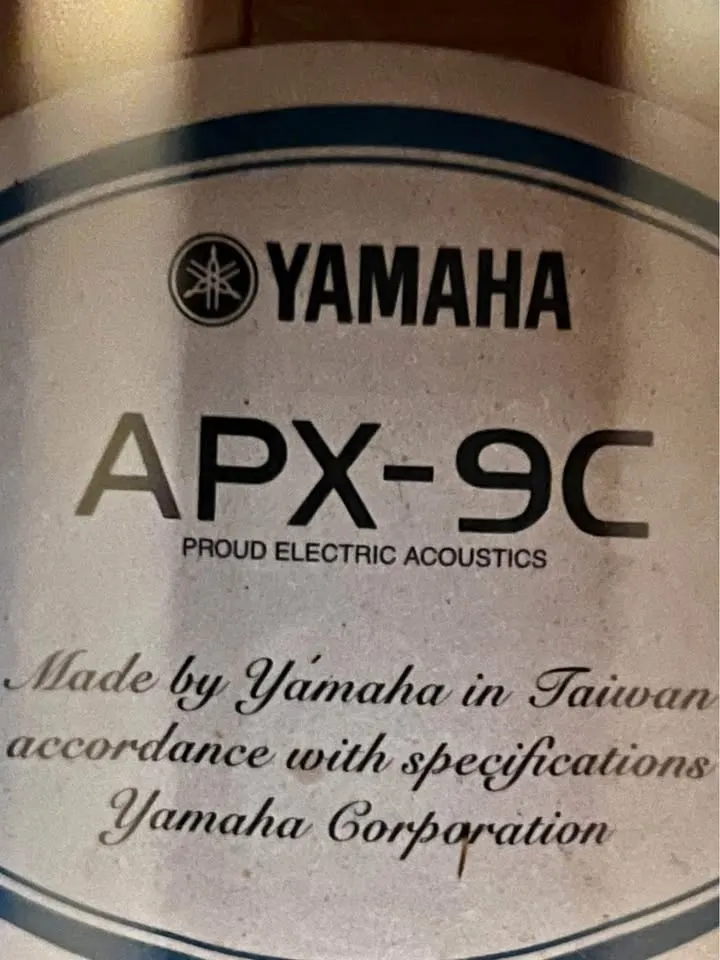 YAMAHA
APX-9C
PROUD ELECTRIC ACOUSTICS
Made by Yamaha in Taiwan
accordance with specifications
Yamaha Corporation